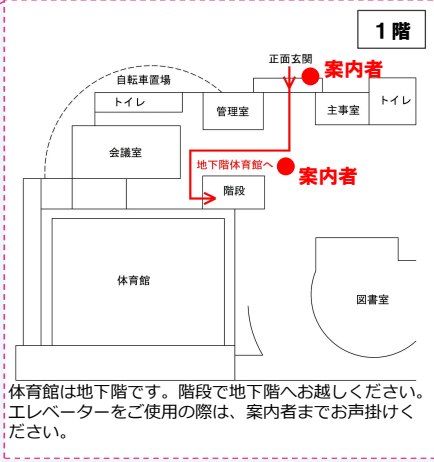 1階
正面玄関
案内者
自転車置場
トイレ
管理室
主事室
トイレ
会議室
地下階体育館へ
案内者
階段
体育館
図書室
体育館は地下階です。階段で地下階へお越しください。
エレベーターをご使用の際は、案内者までお声掛けく
ださい。